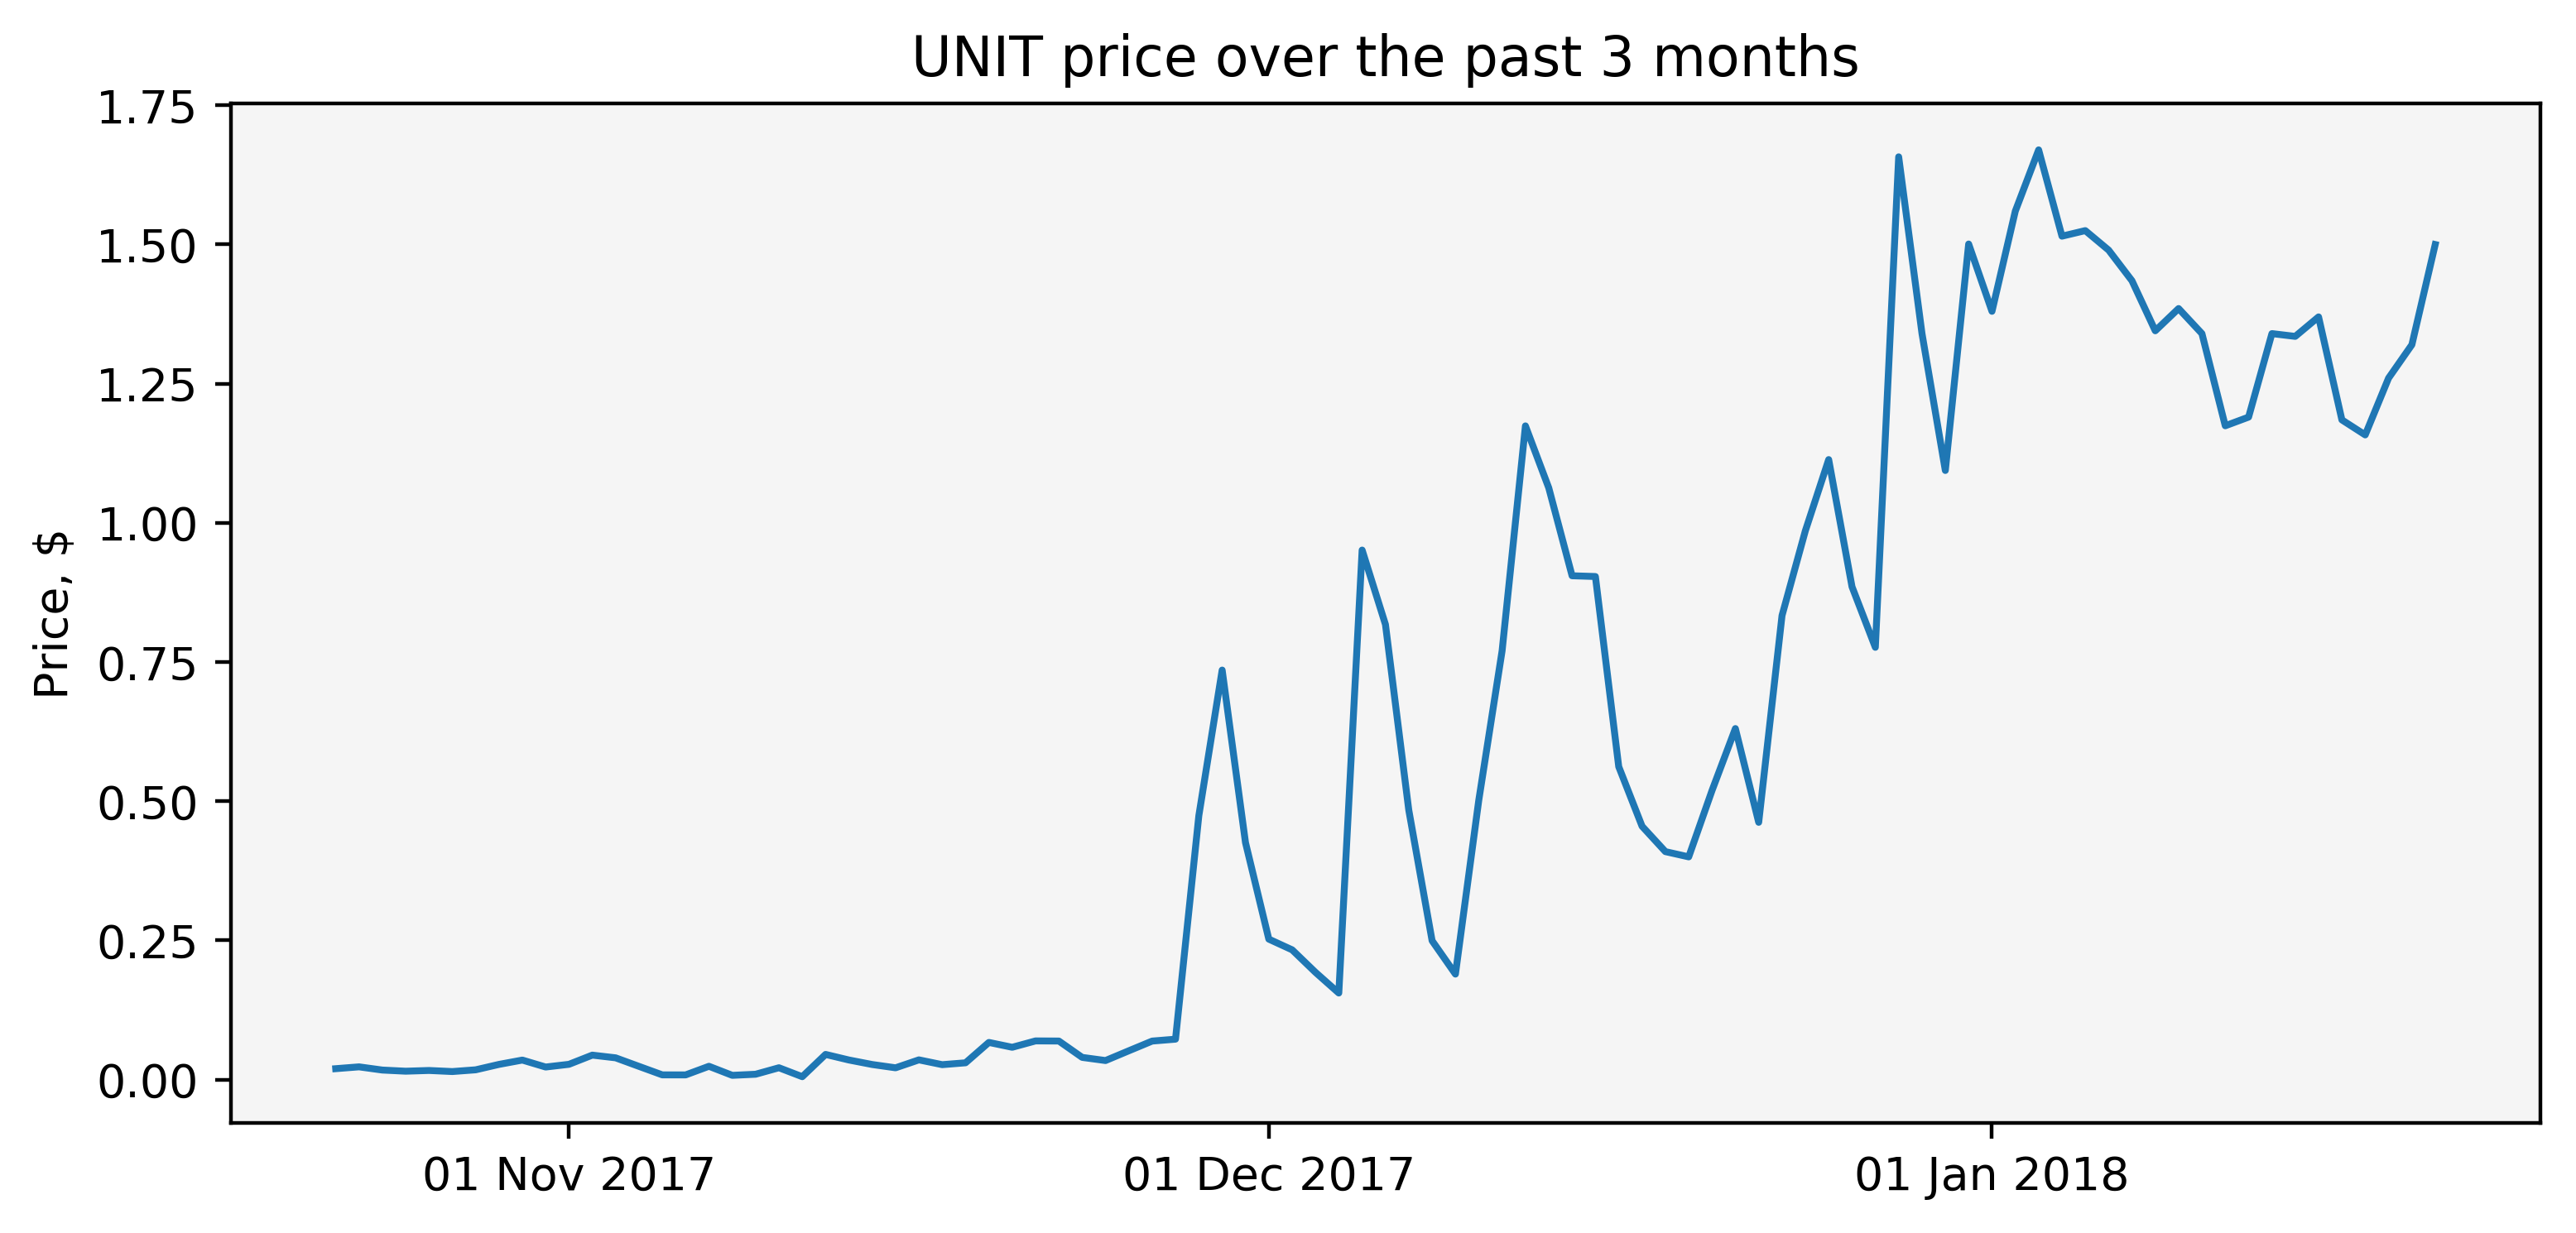 UNIT price over the past 3 months
Price, $
1.75
1.50
1.25
1.00
0.75
0.50
0.25
0.00
01 Nov 2017
01 Dec 2017
01 Jan 2018